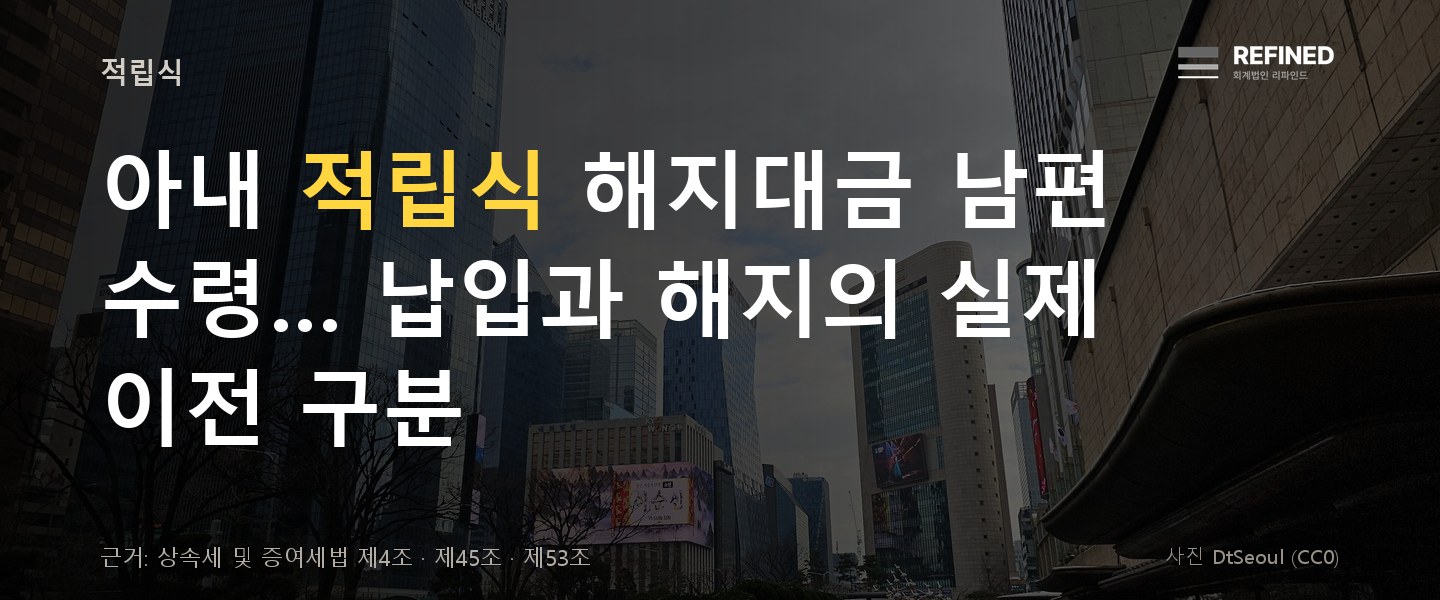 적립식
REFINED
회계법인 리파인드
아내 적립식 해지대금 남편
수령... 납입과 해지의 실제
이전 구분
근거: 상속세 및 증여세법 제4조 · 제45조 · 제53조
사진 DtSeoul (CC0)